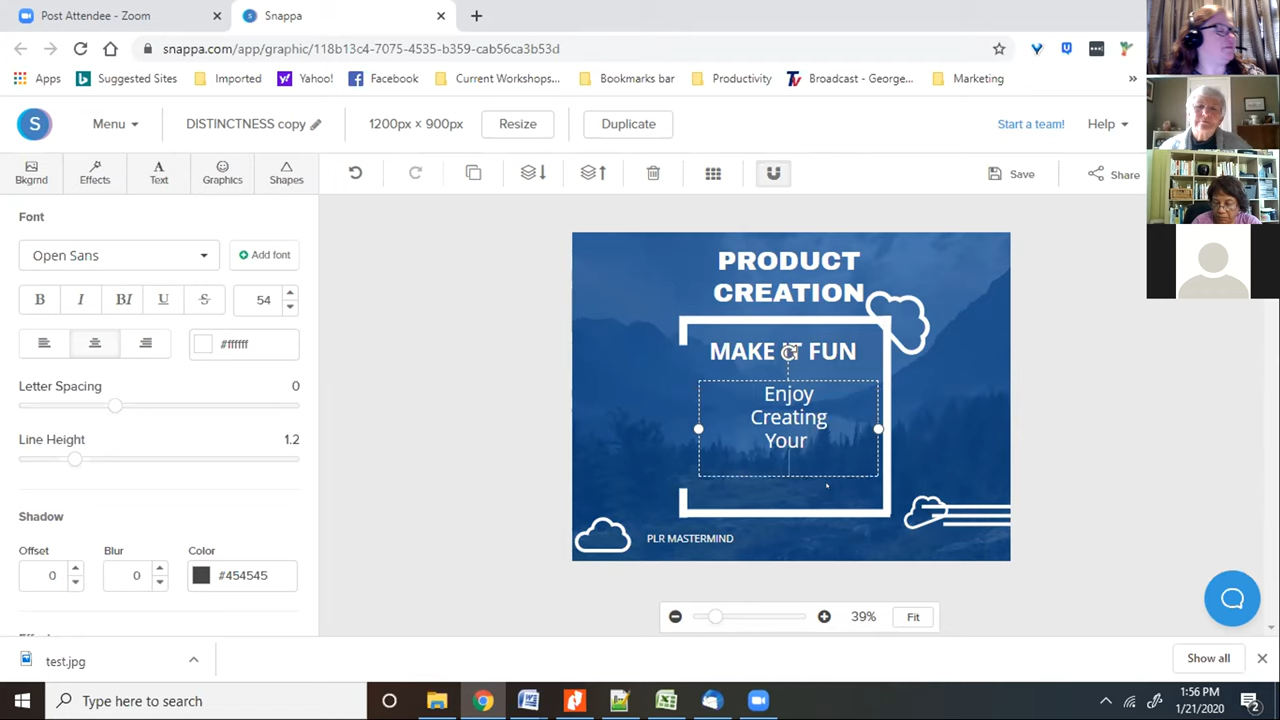 Post Attendee - Zoom
Snappa
snappa.com/app/graphic/118b13c4-7075-4535-b359-cab56ca3b53d
Apps
Suggested Sites
Imported
Yahoo!
Facebook
Current Workshops...
Bookmarks bar
Productivity
Broadcast - George...
Marketing
»
S
Menu
DISTINCTNESS copy
1200px × 900px
Resize
Duplicate
Start a team!
Help
Bkgrnd
Effects
Text
Graphics
Shapes
Save
Share
Font
Open Sans
Add font
B
I
BI
U
S
54
#ffffff
Letter Spacing
0
Line Height
1.2
Shadow
Offset
Blur
Color
0
0
#454545
PRODUCT
CREATION
MAKE IT FUN
Enjoy
Creating
Your
PLR MASTERMIND
39%
Fit
test.jpg
Show all
Type here to search
1:56 PM
1/21/2020
2